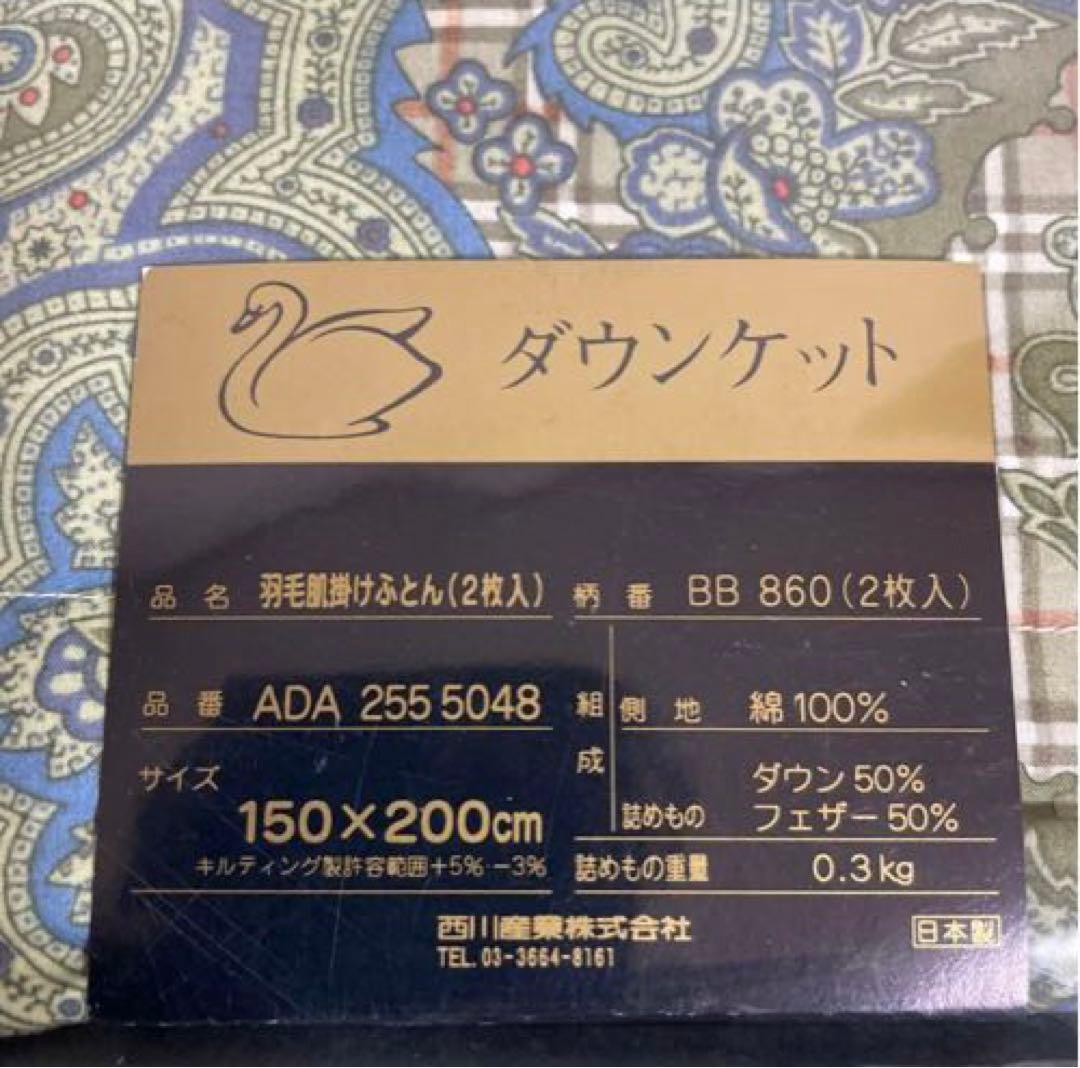 ダウンケット
品名 羽毛肌掛けふとん(2枚入)
柄番 BB 860(2枚入)
品番 ADA 255 5048
組成
側地 綿100%
サイズ
150×200cm
キルティング製許容範囲+5%-3%
詰めもの ダウン50%
フェザー50%
詰めもの重量 0.3kg
西川産業株式会社
TEL.03-3664-8161
日本製